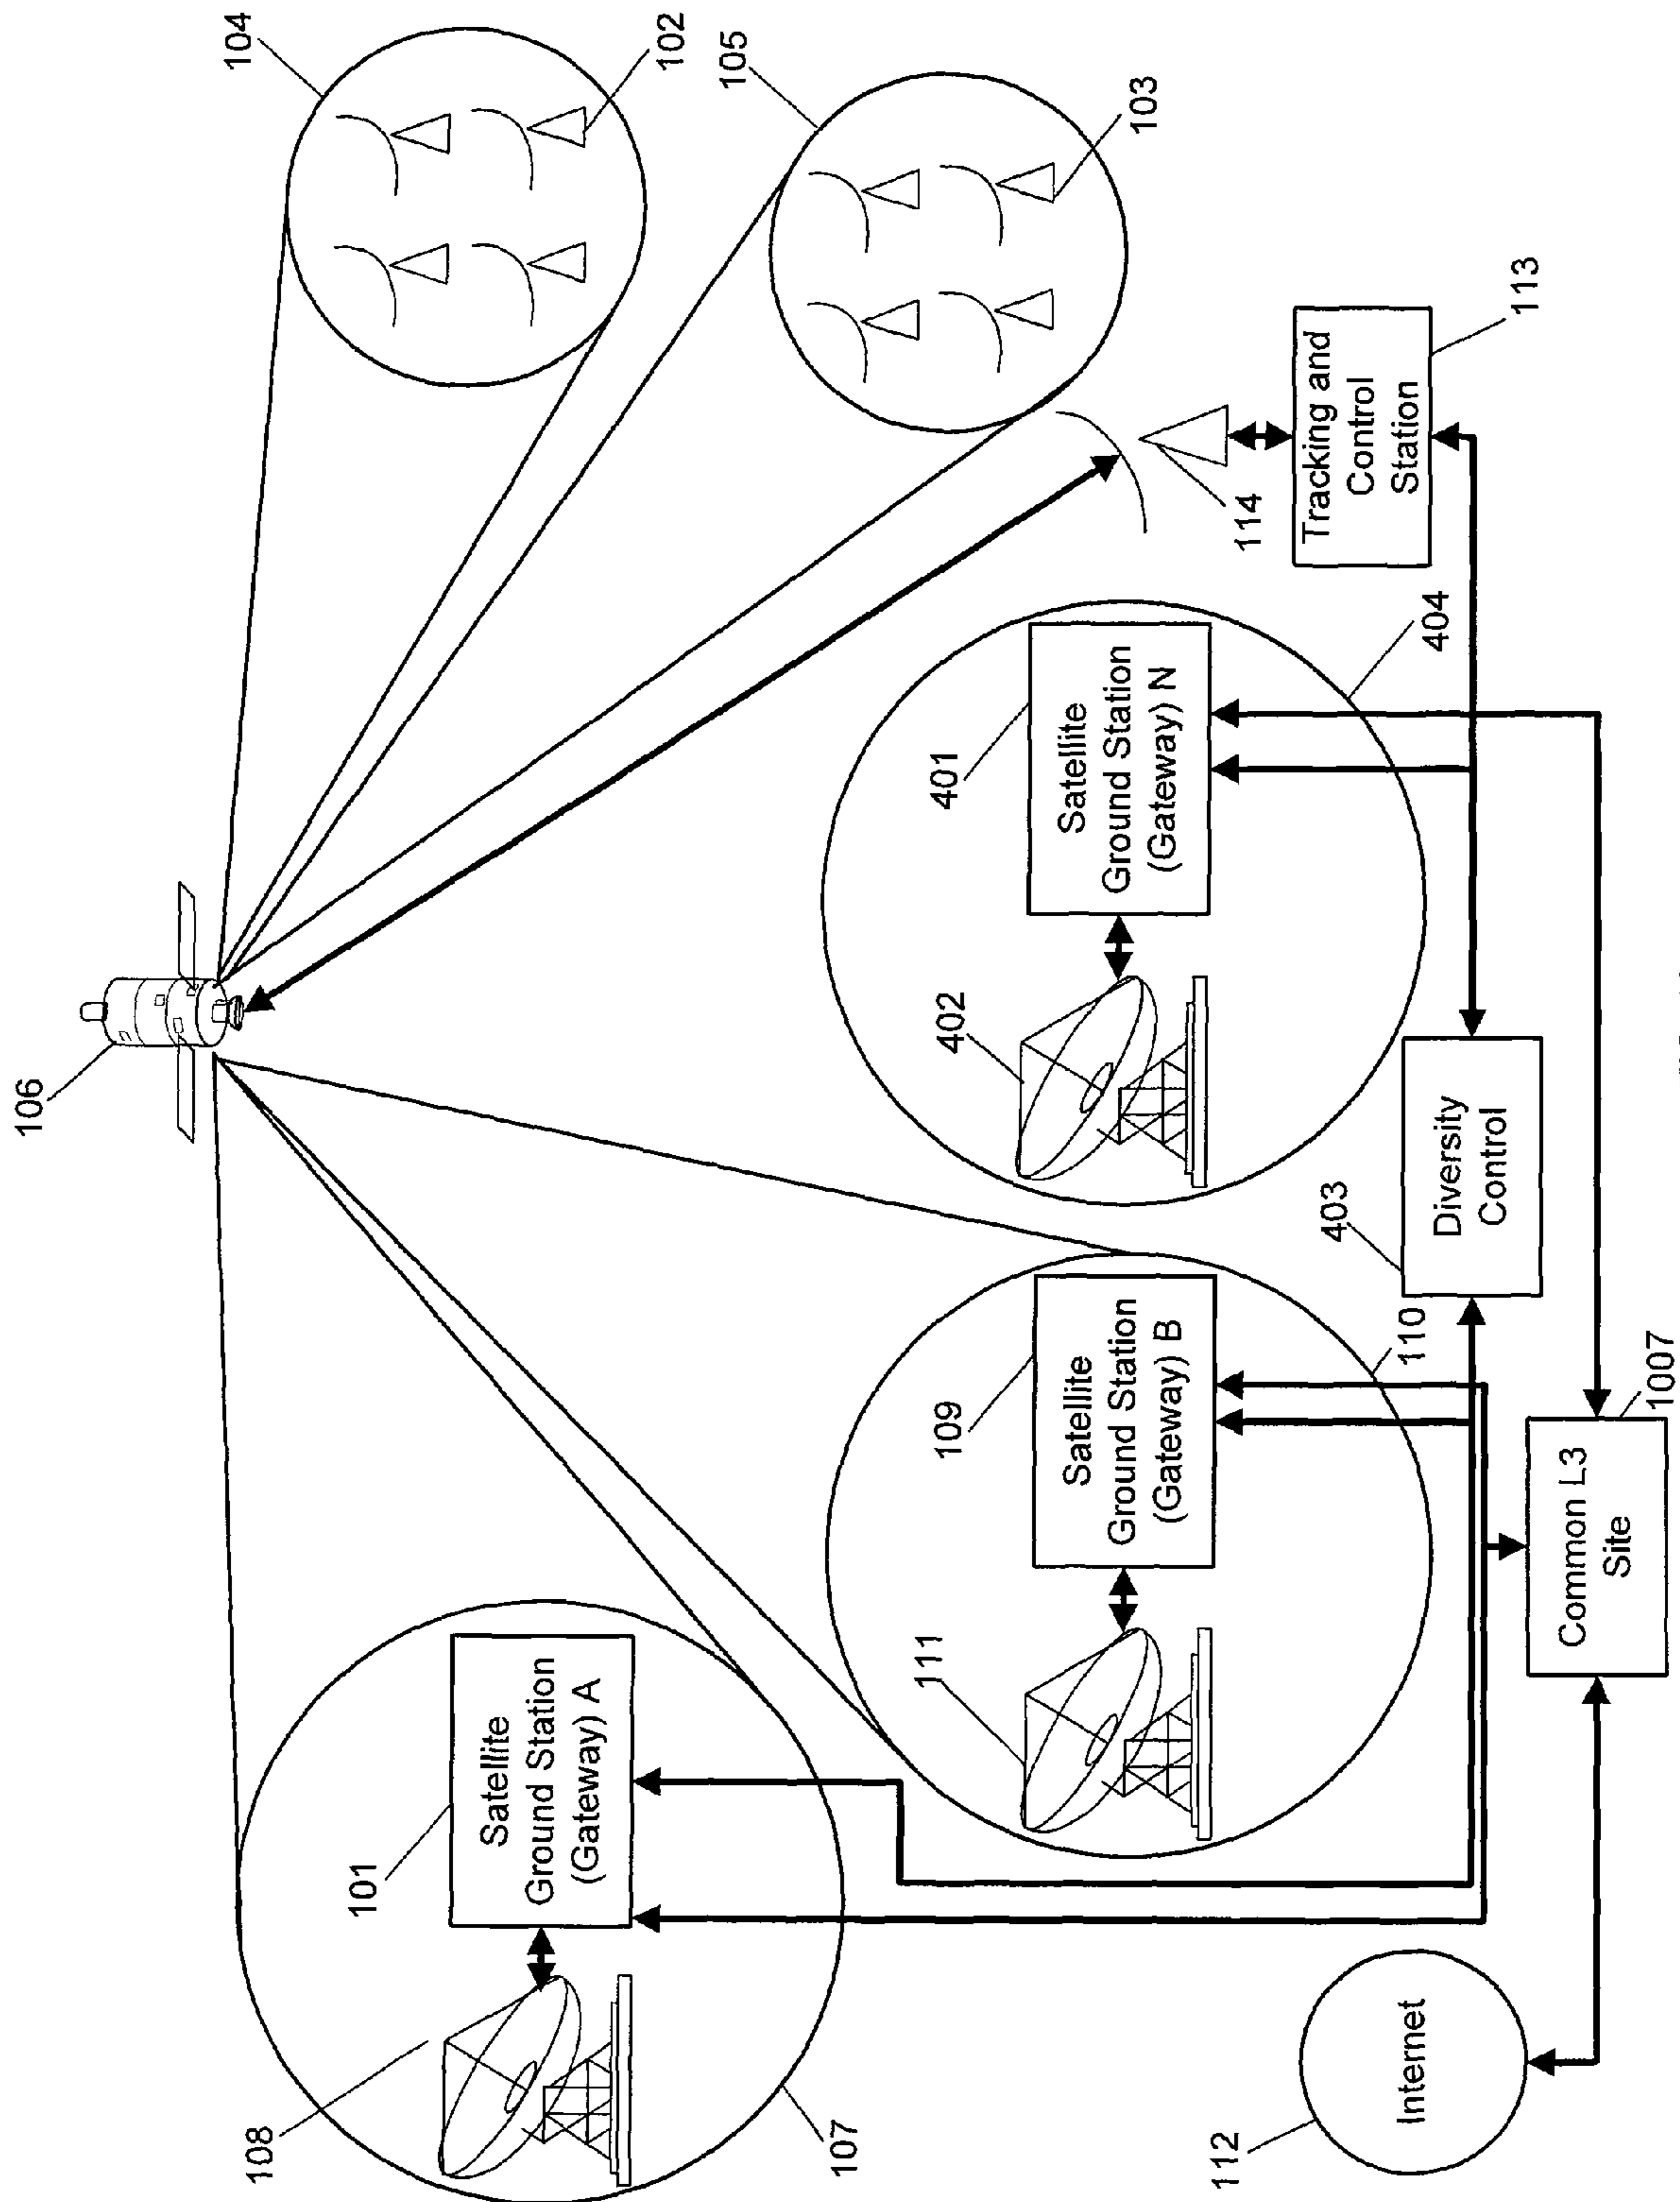 106
104
102
105
103
108
101
Satellite
Ground Station
(Gateway) A
107
111
109
Satellite
Ground Station
(Gateway) B
110
402
401
Satellite
Ground Station
(Gateway) N
404
114
Tracking and
Control
Station
113
403
Diversity
Control
112
Internet
Common L3
Site
1007